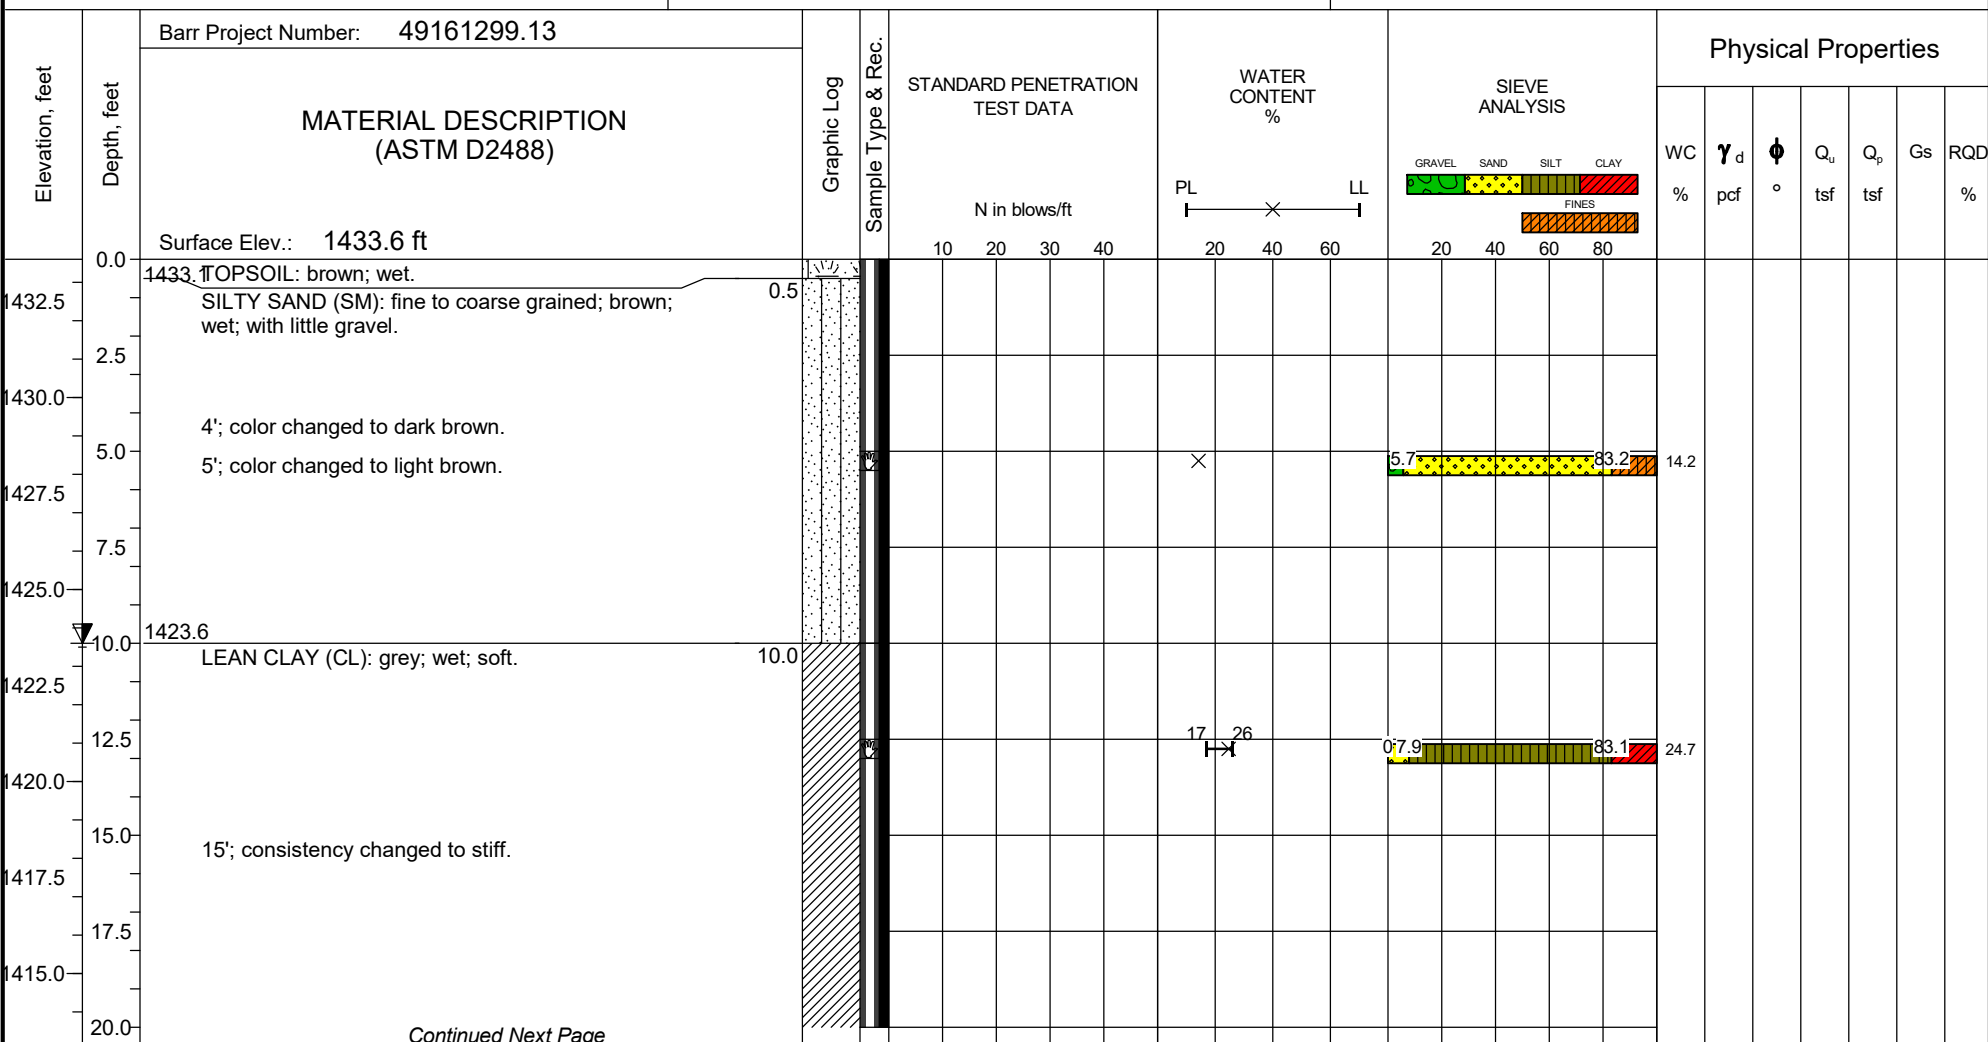 Barr Project Number: 49161299.13
Elevation, feet
Depth, feet
MATERIAL DESCRIPTION
(ASTM D2488)
Surface Elev.: 1433.6 ft
Graphic Log
Sample Type & Rec.
STANDARD PENETRATION
TEST DATA
N in blows/ft
10 20 30 40
WATER
CONTENT
%
PL LL
20 40 60
SIEVE
ANALYSIS
GRAVEL SAND SILT CLAY
FINES
20 40 60 80
Physical Properties
WC γd ϕ Qu Qp Gs RQD
% pcf ° tsf tsf %
0.0
1433.1 TOPSOIL: brown; wet.
0.5
1432.5
SILTY SAND (SM): fine to coarse grained; brown;
wet; with little gravel.
2.5
1430.0
4'; color changed to dark brown.
5.0
5'; color changed to light brown.
5.7 83.2 14.2
1427.5
7.5
1425.0
1423.6
10.0
LEAN CLAY (CL): grey; wet; soft.
10.0
1422.5
12.5
17 26
0 7.9 83.1 24.7
1420.0
15.0
15'; consistency changed to stiff.
1417.5
17.5
1415.0
20.0
Continued Next Page